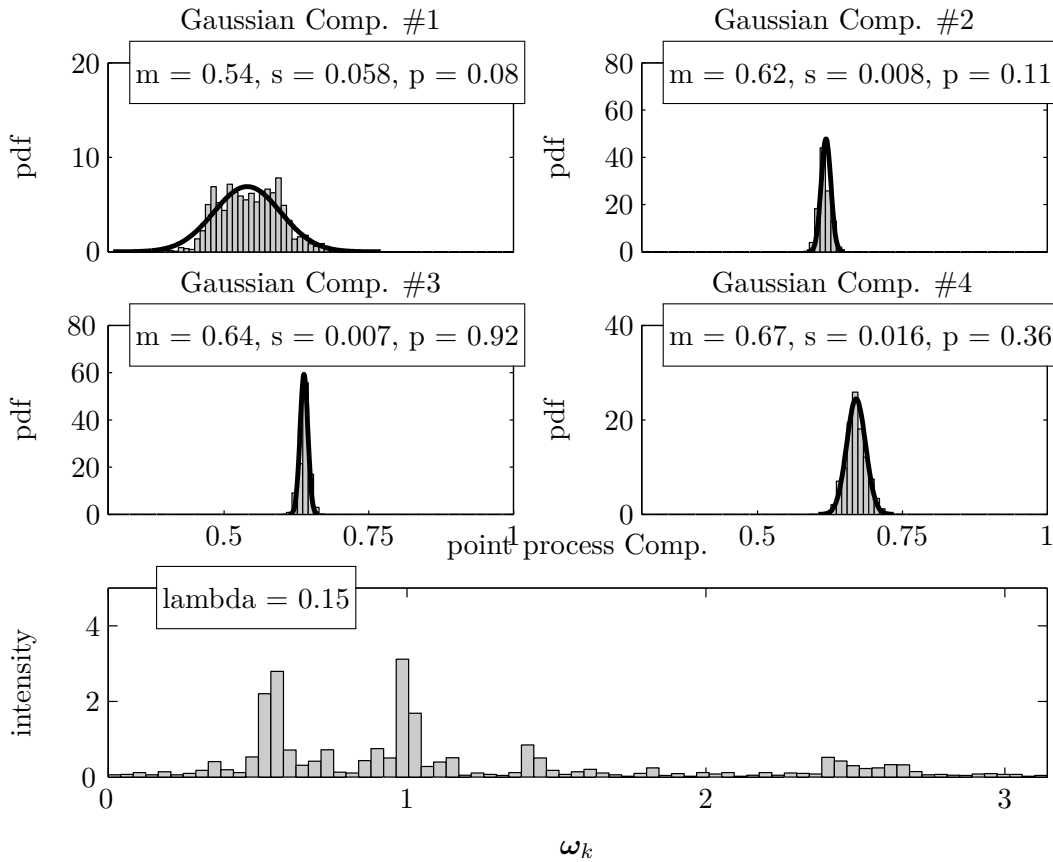 Gaussian Comp. #1
m = 0.54, s = 0.058, p = 0.08
20
10
0
pdf
Gaussian Comp. #2
m = 0.62, s = 0.008, p = 0.11
80
60
40
20
0
pdf
Gaussian Comp. #3
m = 0.64, s = 0.007, p = 0.92
80
60
40
20
0
pdf
0.5 0.75 1
Gaussian Comp. #4
m = 0.67, s = 0.016, p = 0.36
40
20
0
pdf
0.5 0.75 1
point process Comp.
lambda = 0.15
4
2
0
intensity
0 1 2 3
ω_k